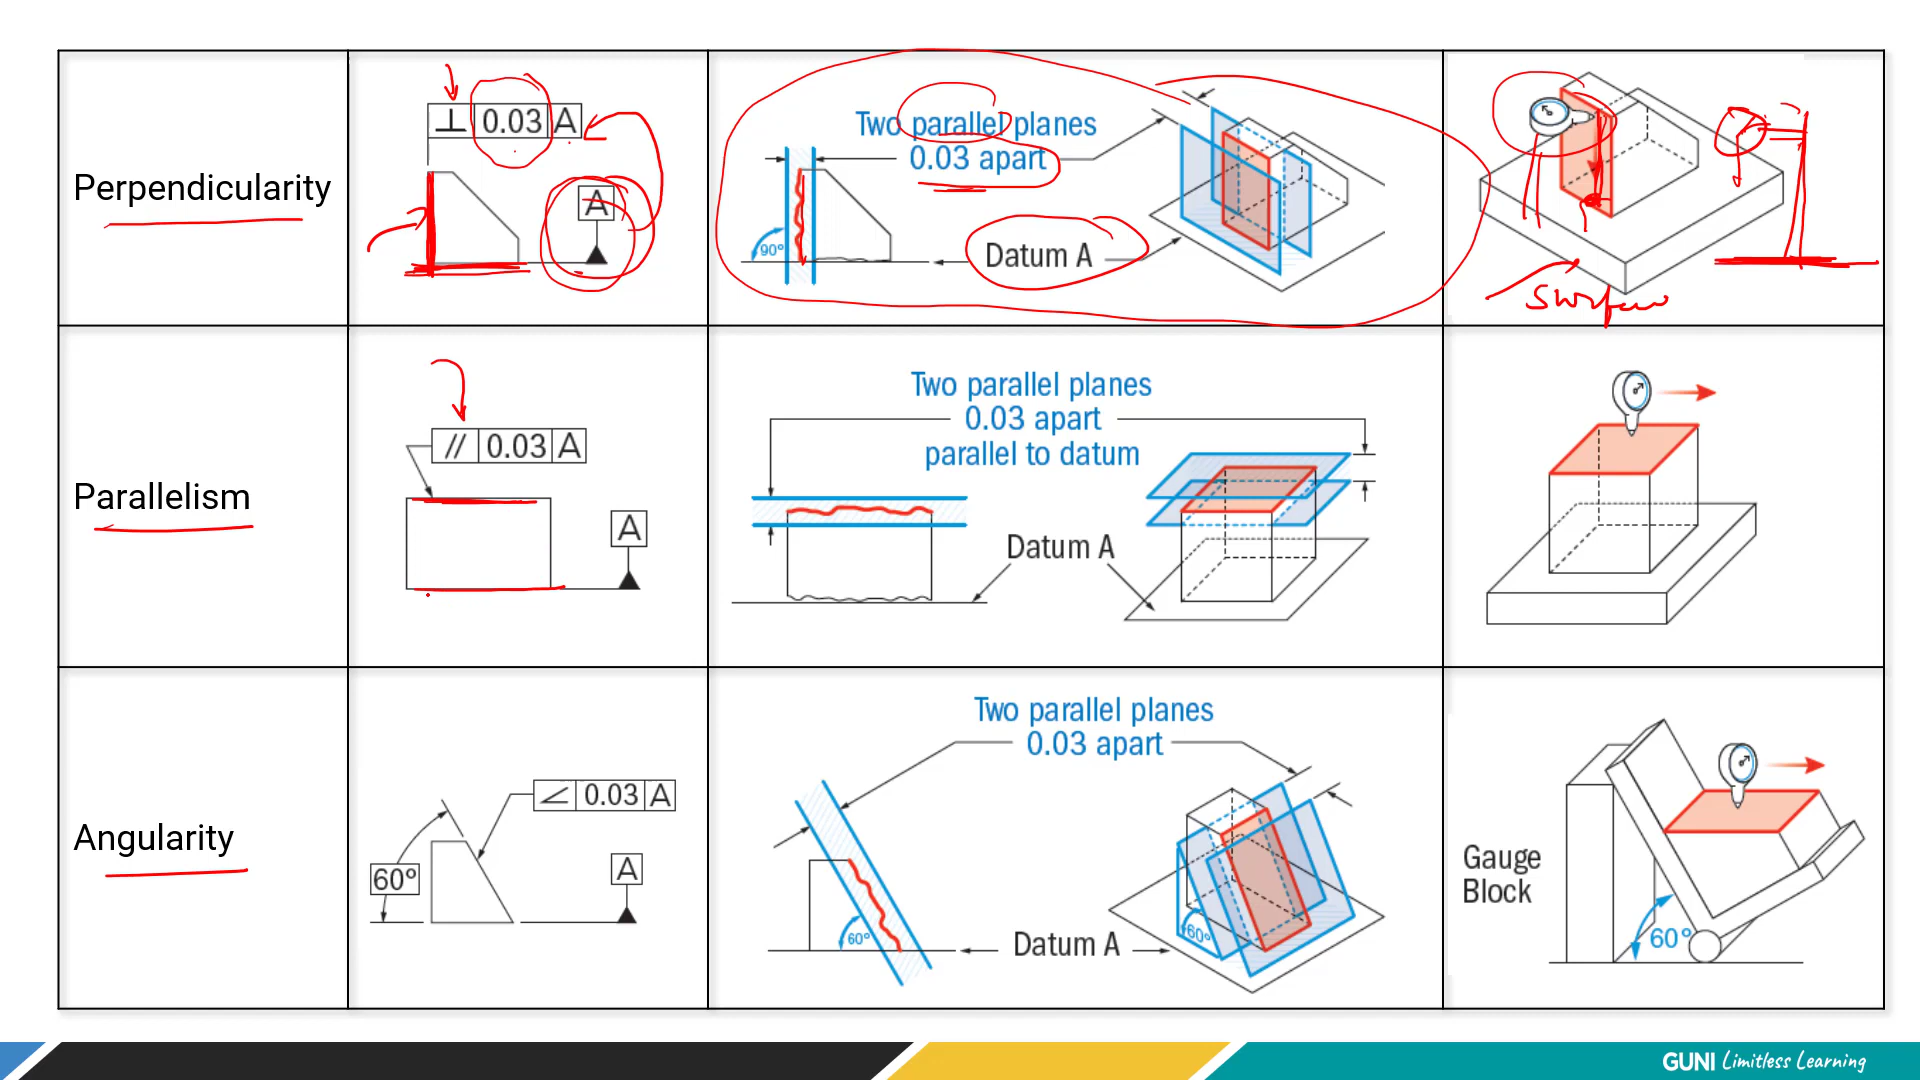 Perpendicularity
⊥ 0.03 A
A
Two parallel planes
0.03 apart
90°
Datum A
Parallelism
// 0.03 A
A
Two parallel planes
0.03 apart
parallel to datum
Datum A
Angularity
∠ 0.03 A
60°
A
Two parallel planes
0.03 apart
60°
60°
Datum A
Gauge
Block
60°
GUNI Limitless Learning